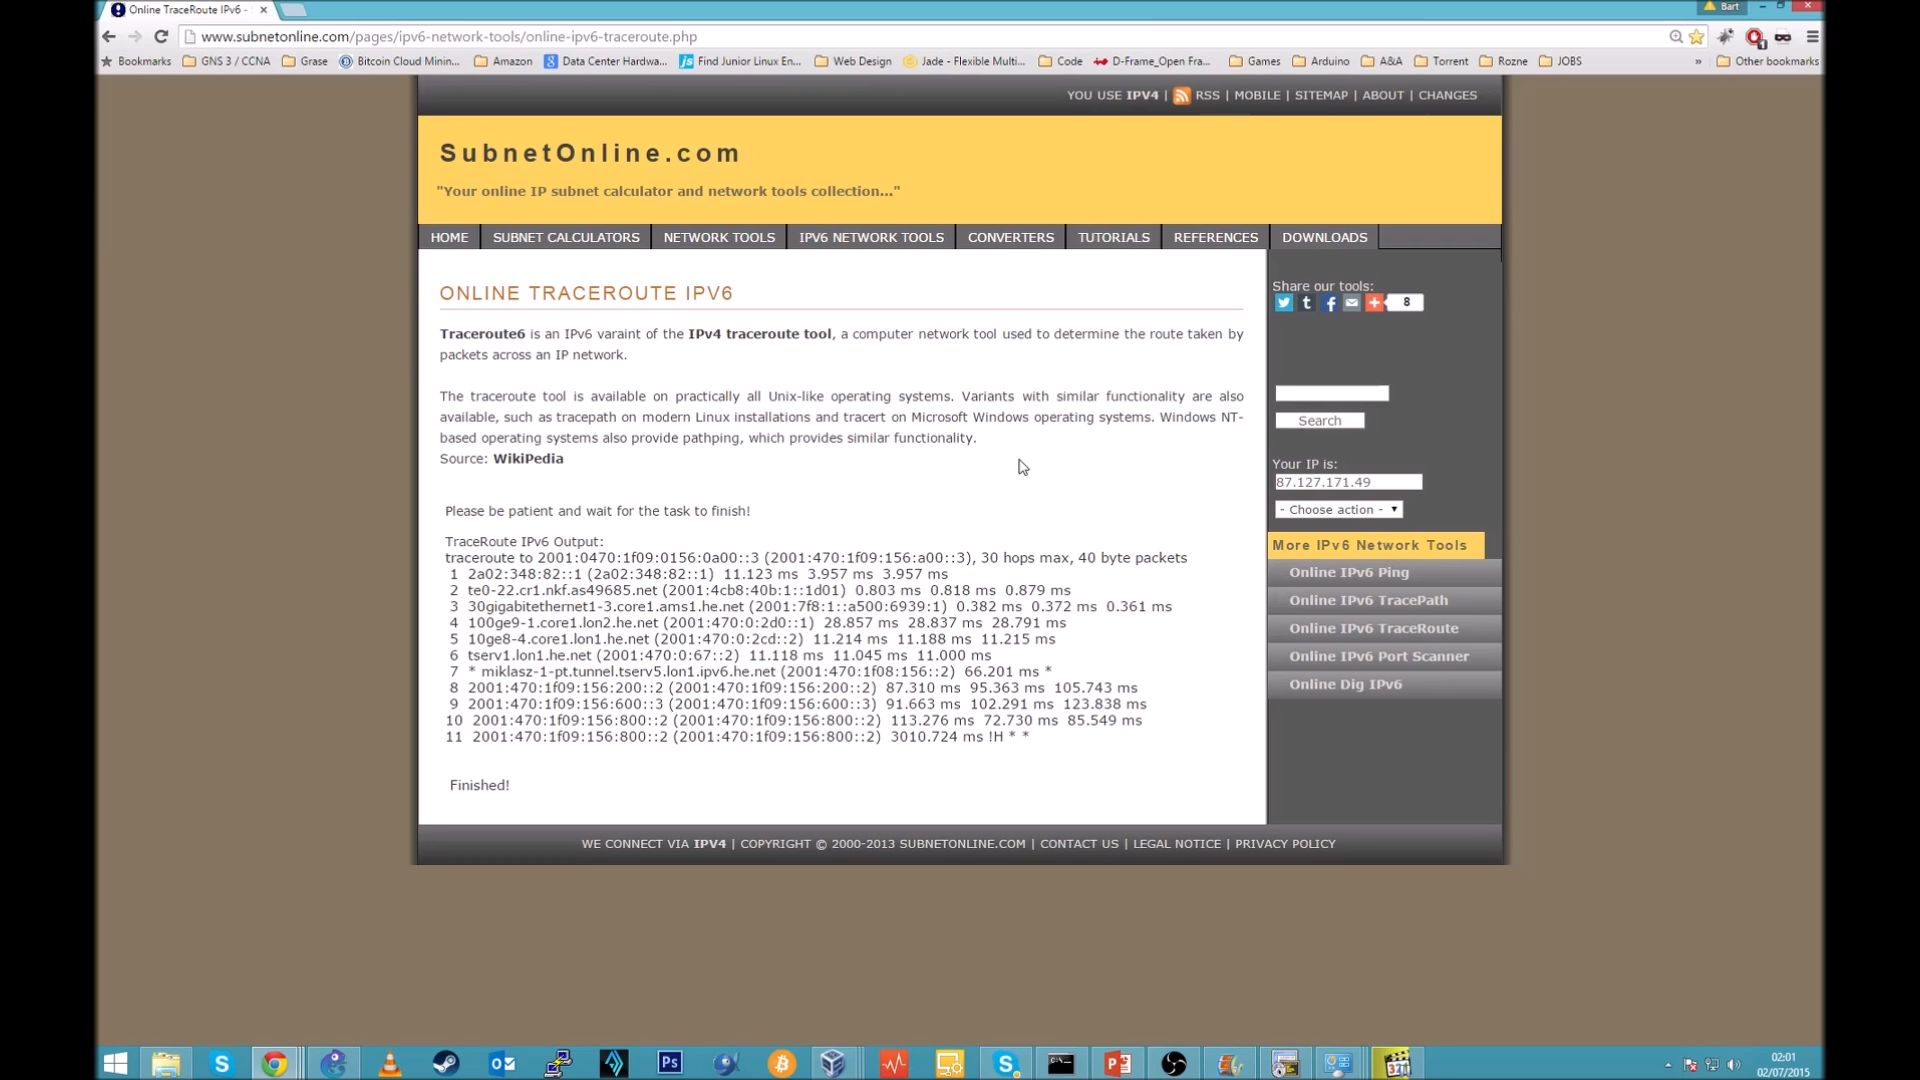 Online TraceRoute IPv6 -
Bart
www.subnetonline.com/pages/ipv6-network-tools/online-ipv6-traceroute.php
Bookmarks GNS 3 / CCNA Grase Bitcoin Cloud Minin... Amazon Data Center Hardwa... Find Junior Linux En... Web Design Jade - Flexible Multi... Code D-Frame_Open Fra... Games Arduino A&A Torrent Rozne JOBS » Other bookmarks
YOU USE IPV4 | RSS | MOBILE | SITEMAP | ABOUT | CHANGES
SubnetOnline.com
"Your online IP subnet calculator and network tools collection..."
HOME SUBNET CALCULATORS NETWORK TOOLS IPV6 NETWORK TOOLS CONVERTERS TUTORIALS REFERENCES DOWNLOADS
ONLINE TRACEROUTE IPV6
Traceroute6 is an IPv6 varaint of the IPv4 traceroute tool, a computer network tool used to determine the route taken by
packets across an IP network.
The traceroute tool is available on practically all Unix-like operating systems. Variants with similar functionality are also
available, such as tracepath on modern Linux installations and tracert on Microsoft Windows operating systems. Windows NT-
based operating systems also provide pathping, which provides similar functionality.
Source: WikiPedia
Please be patient and wait for the task to finish!
TraceRoute IPv6 Output:
traceroute to 2001:0470:1f09:0156:0a00::3 (2001:470:1f09:156:a00::3), 30 hops max, 40 byte packets
1 2a02:348:82::1 (2a02:348:82::1) 11.123 ms 3.957 ms 3.957 ms
2 te0-22.cr1.nkf.as49685.net (2001:4cb8:40b:1::1d01) 0.803 ms 0.818 ms 0.879 ms
3 30gigabitethernet1-3.core1.ams1.he.net (2001:7f8:1::a500:6939:1) 0.382 ms 0.372 ms 0.361 ms
4 100ge9-1.core1.lon2.he.net (2001:470:0:2d0::1) 28.857 ms 28.837 ms 28.791 ms
5 10ge8-4.core1.lon1.he.net (2001:470:0:2cd::2) 11.214 ms 11.188 ms 11.215 ms
6 tserv1.lon1.he.net (2001:470:0:67::2) 11.118 ms 11.045 ms 11.000 ms
7 * miklasz-1-pt.tunnel.tserv5.lon1.ipv6.he.net (2001:470:1f08:156::2) 66.201 ms *
8 2001:470:1f09:156:200::2 (2001:470:1f09:156:200::2) 87.310 ms 95.363 ms 105.743 ms
9 2001:470:1f09:156:600::3 (2001:470:1f09:156:600::3) 91.663 ms 102.291 ms 123.838 ms
10 2001:470:1f09:156:800::2 (2001:470:1f09:156:800::2) 113.276 ms 72.730 ms 85.549 ms
11 2001:470:1f09:156:800::2 (2001:470:1f09:156:800::2) 3010.724 ms !H * *
Finished!
Share our tools:
8
Search
Your IP is:
87.127.171.49
- Choose action -
More IPv6 Network Tools
Online IPv6 Ping
Online IPv6 TracePath
Online IPv6 TraceRoute
Online IPv6 Port Scanner
Online Dig IPv6
WE CONNECT VIA IPV4 | COPYRIGHT © 2000-2013 SUBNETONLINE.COM | CONTACT US | LEGAL NOTICE | PRIVACY POLICY
02:01
02/07/2015